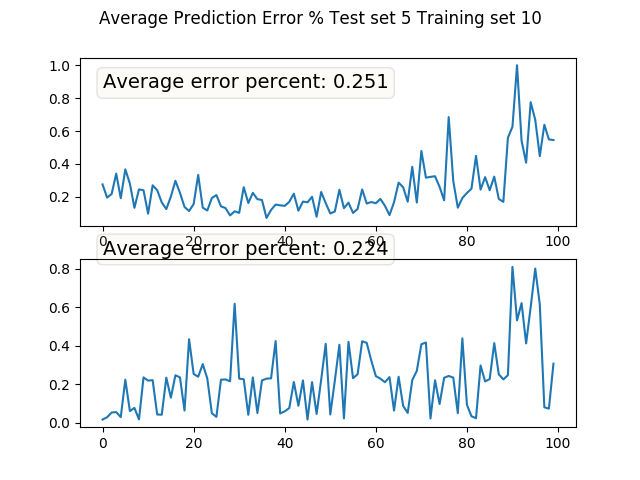 Average Prediction Error % Test set 5 Training set 10
1.0
Average error percent: 0.251
0.8
0.6
0.4
0.2
0 20 40 60 80 100
Average error percent: 0.224
0.8
0.6
0.4
0.2
0.0
0 20 40 60 80 100